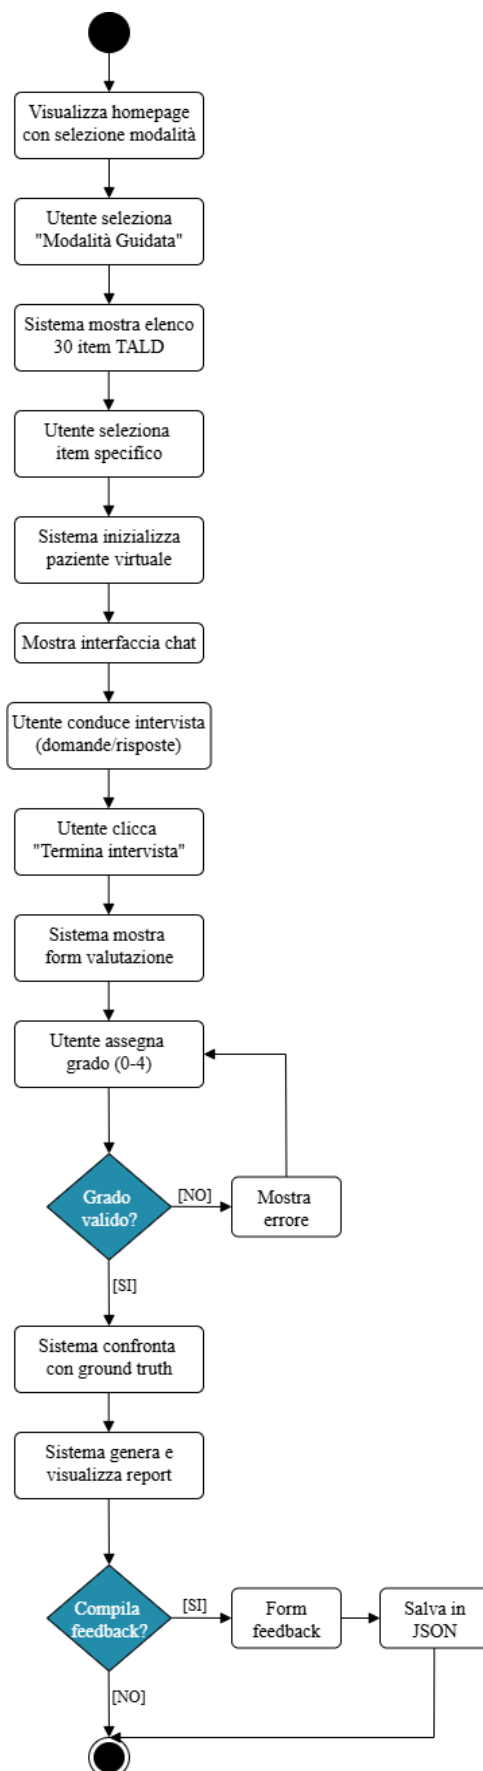 Visualizza homepage
con selezione modalità
Utente seleziona
"Modalità Guidata"
Sistema mostra elenco
30 item TALD
Utente seleziona
item specifico
Sistema inizializza
paziente virtuale
Mostra interfaccia chat
Utente conduce intervista
(domande/risposte)
Utente clicca
"Termina intervista"
Sistema mostra
form valutazione
Utente assegna
grado (0-4)
Grado
valido?
[NO]
Mostra
errore
[SI]
Sistema confronta
con ground truth
Sistema genera e
visualizza report
Compila
feedback?
[SI]
Form
feedback
Salva in
JSON
[NO]